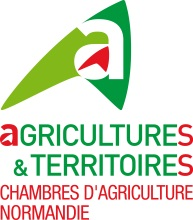 a
aGRICULTURES
& TERRITOIRES
CHAMBRES D'AGRICULTURE
NORMANDIE